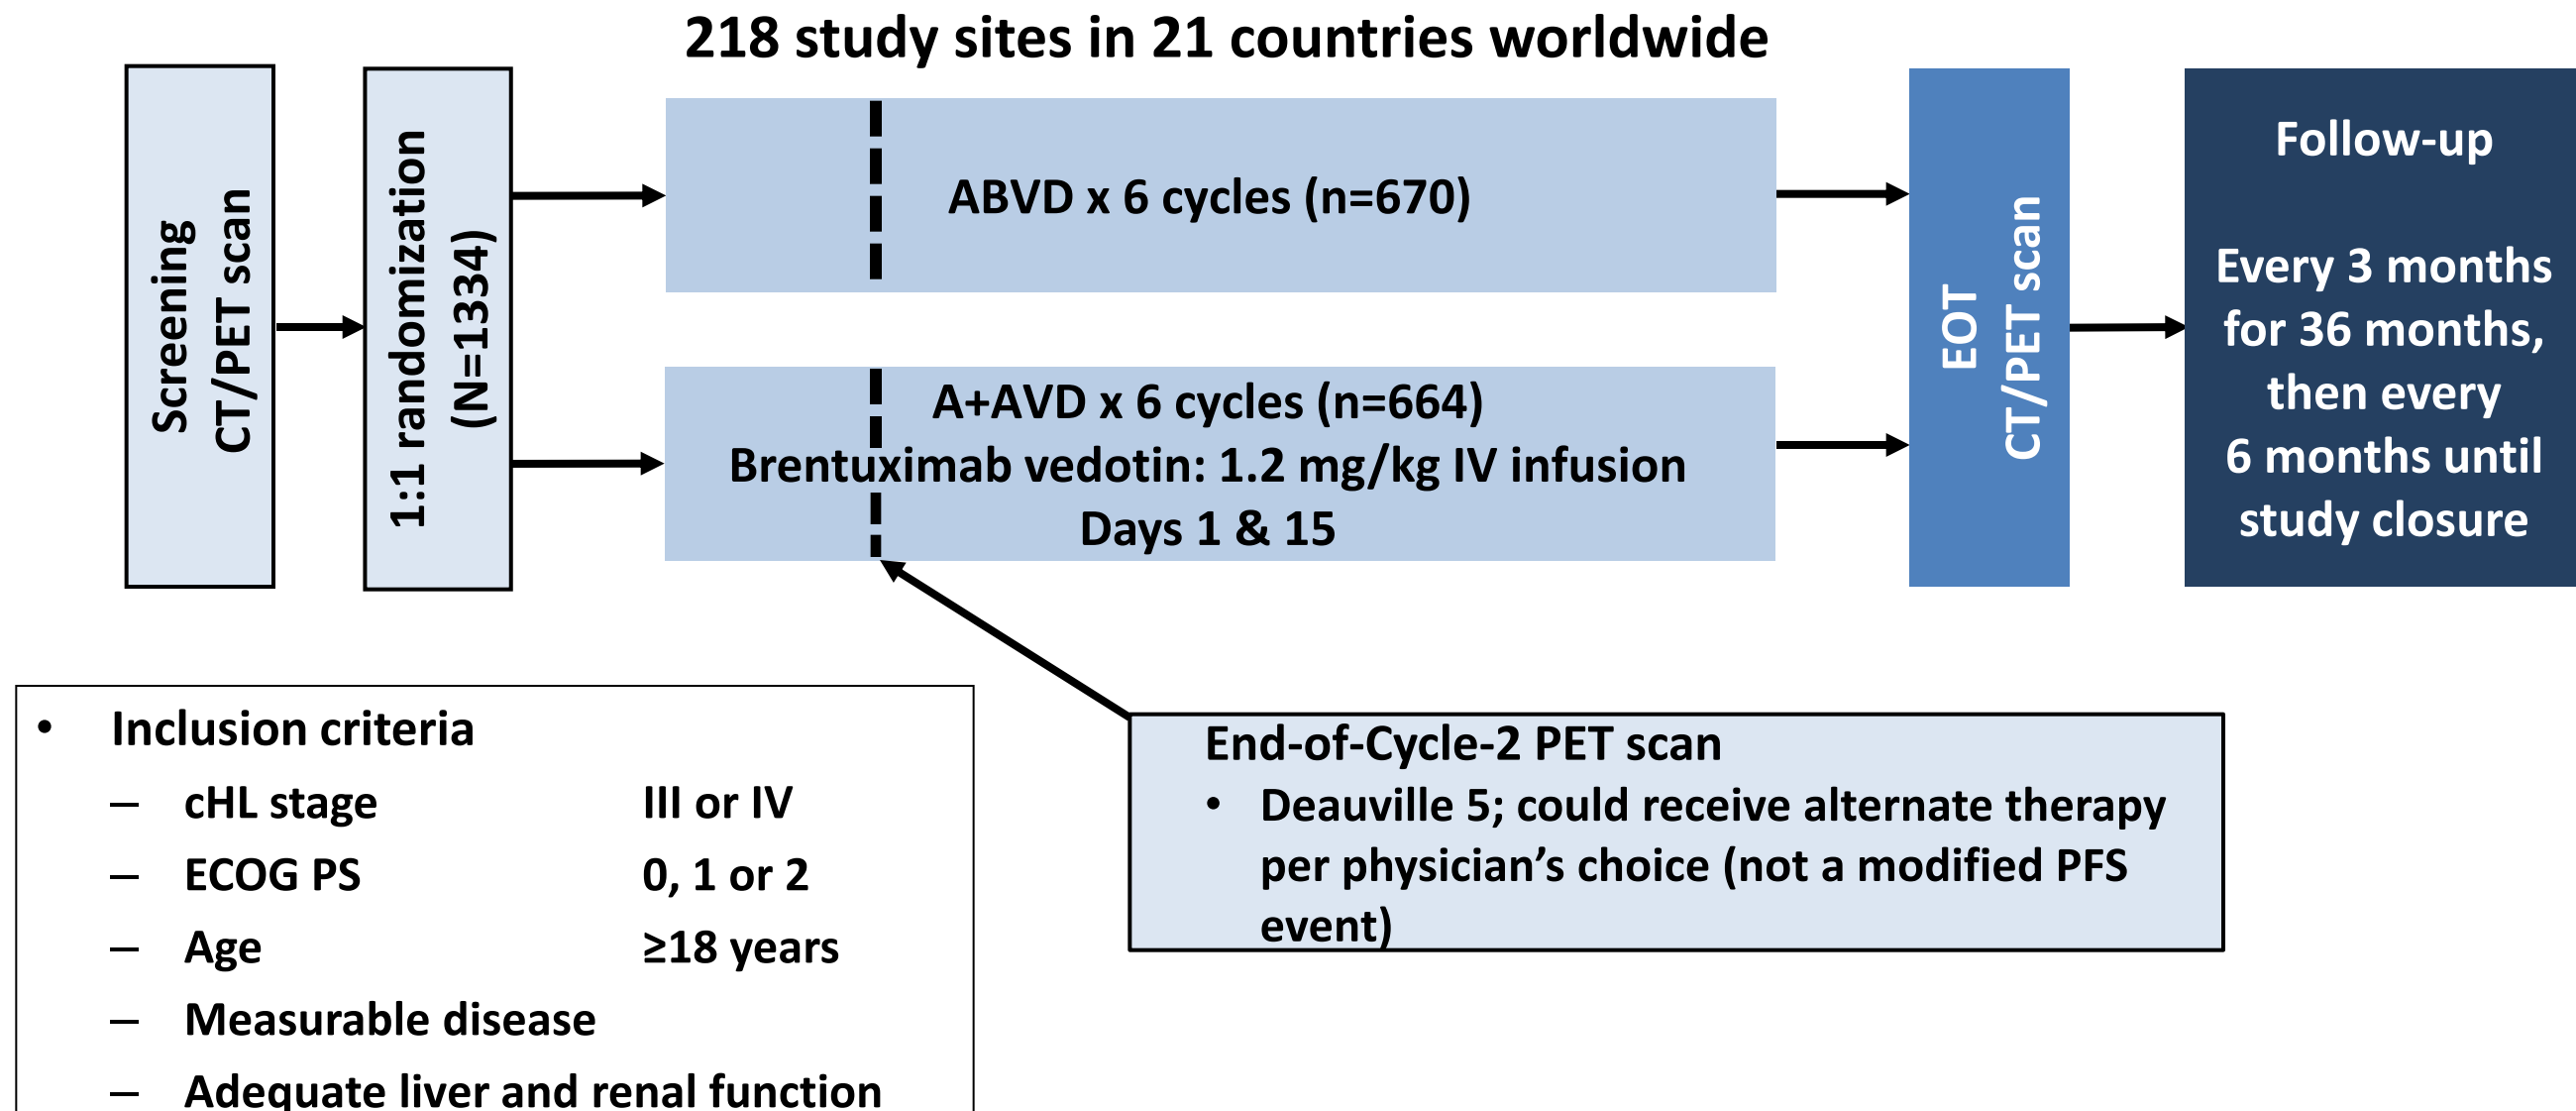 218 study sites in 21 countries worldwide
Screening
CT/PET scan
1:1 randomization
(N=1334)
ABVD x 6 cycles (n=670)
A+AVD x 6 cycles (n=664)
Brentuximab vedotin: 1.2 mg/kg IV infusion
Days 1 & 15
EOT
CT/PET scan
Follow-up
Every 3 months
for 36 months,
then every
6 months until
study closure
• Inclusion criteria
– cHL stage III or IV
– ECOG PS 0, 1 or 2
– Age ≥18 years
– Measurable disease
– Adequate liver and renal function
End-of-Cycle-2 PET scan
• Deauville 5; could receive alternate therapy
per physician’s choice (not a modified PFS
event)